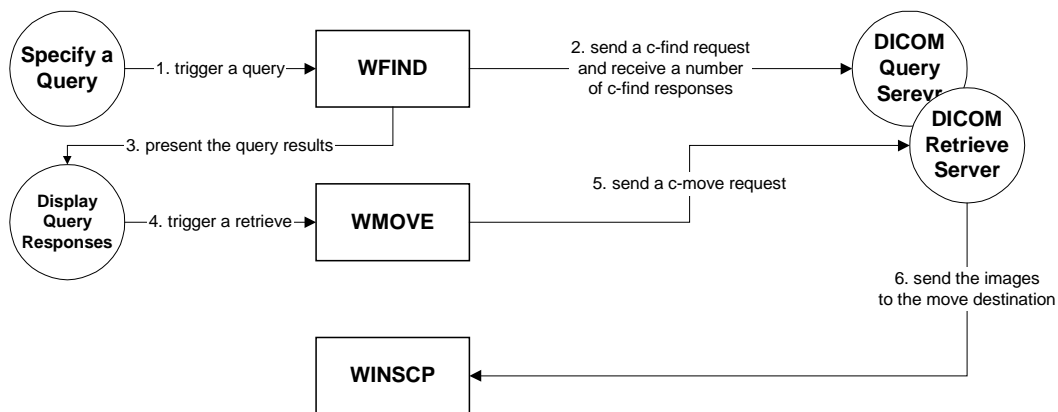 Specify a
Query
1. trigger a query
WFIND
2. send a c-find request
and receive a number
of c-find responses
DICOM
Query
Serevr
DICOM
Retrieve
Server
3. present the query results
Display
Query
Responses
4. trigger a retrieve
WMOVE
5. send a c-move request
6. send the images
to the move destination
WINSCP